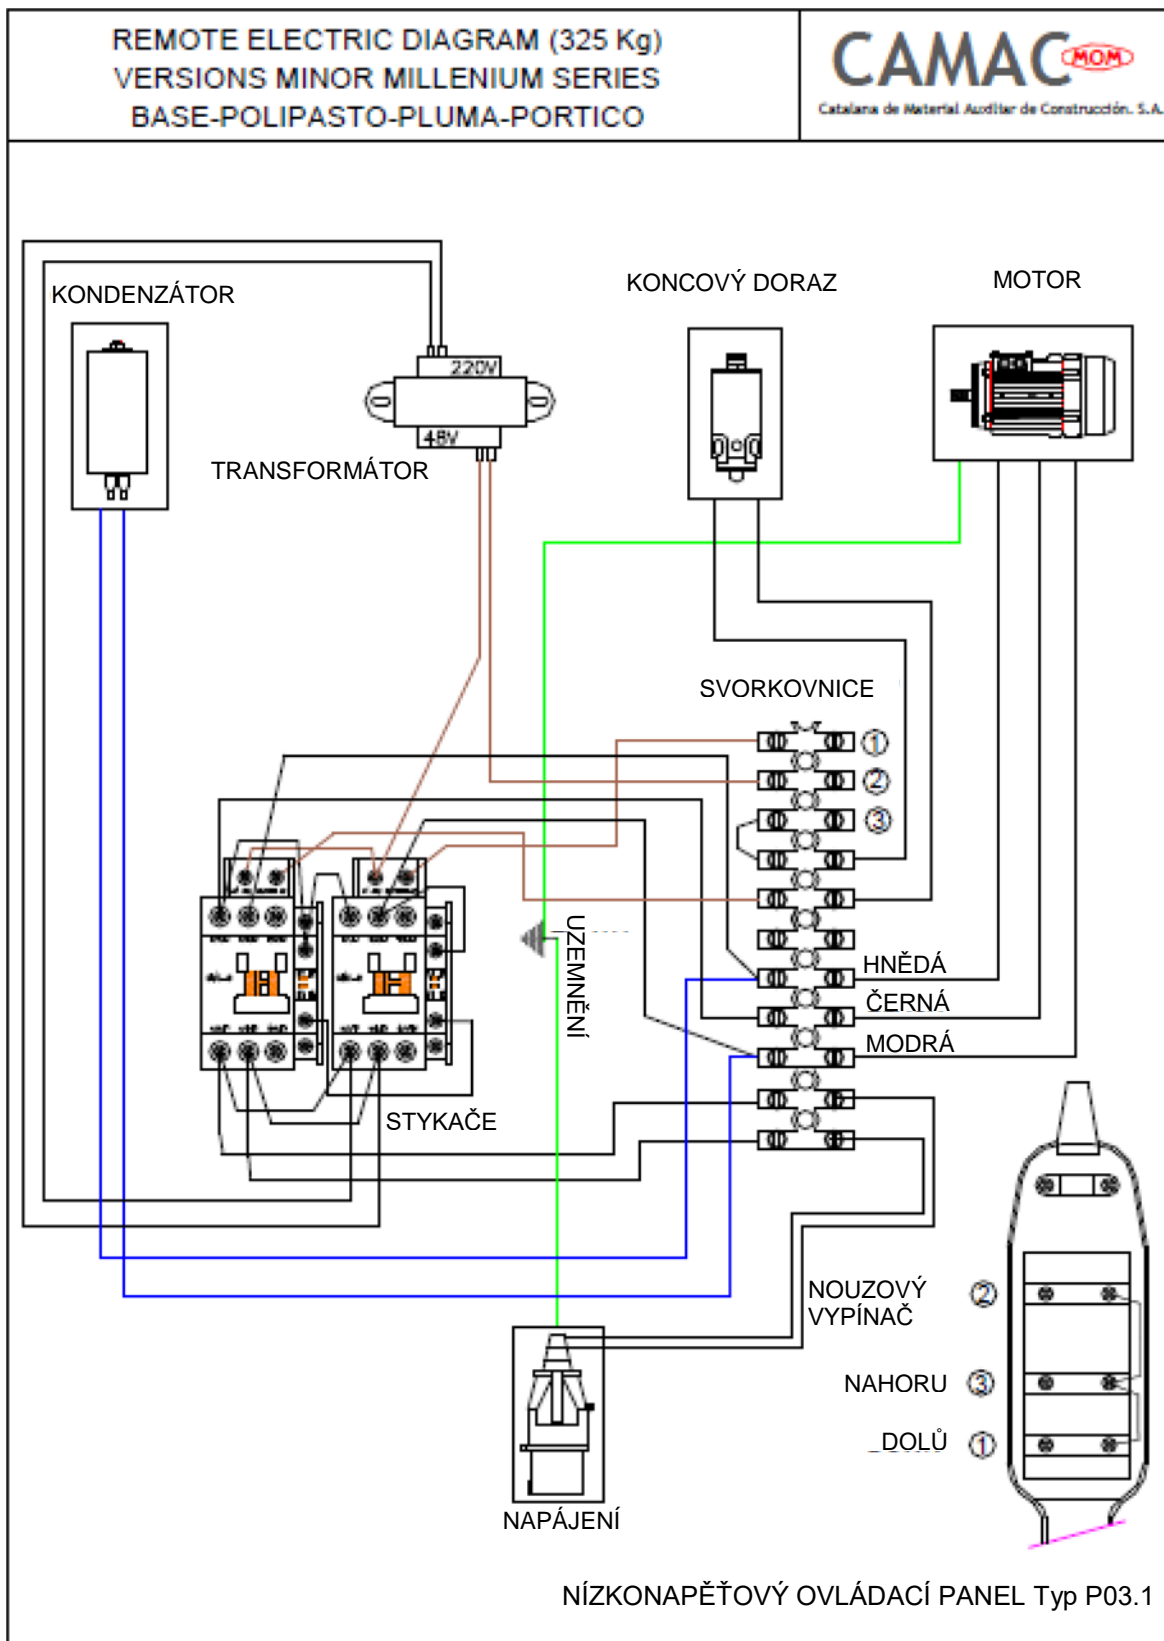 REMOTE ELECTRIC DIAGRAM (325 Kg)
VERSIONS MINOR MILLENIUM SERIES
BASE-POLIPASTO-PLUMA-PORTICO
CAMAC
MOM
Catalana de Material Auxiliar de Construcción. S.A.
KONDENZÁTOR
KONCOVÝ DORAZ
MOTOR
220V
48V
TRANSFORMÁTOR
SVORKOVNICE
1
2
3
UZEMNĚNÍ
HNĚDÁ
ČERNÁ
MODRÁ
STYKAČE
NOUZOVÝ
VYPÍNAČ
2
NAHORU 3
DOLŮ 1
NAPÁJENÍ
NÍZKONAPĚŤOVÝ OVLÁDACÍ PANEL Typ P03.1